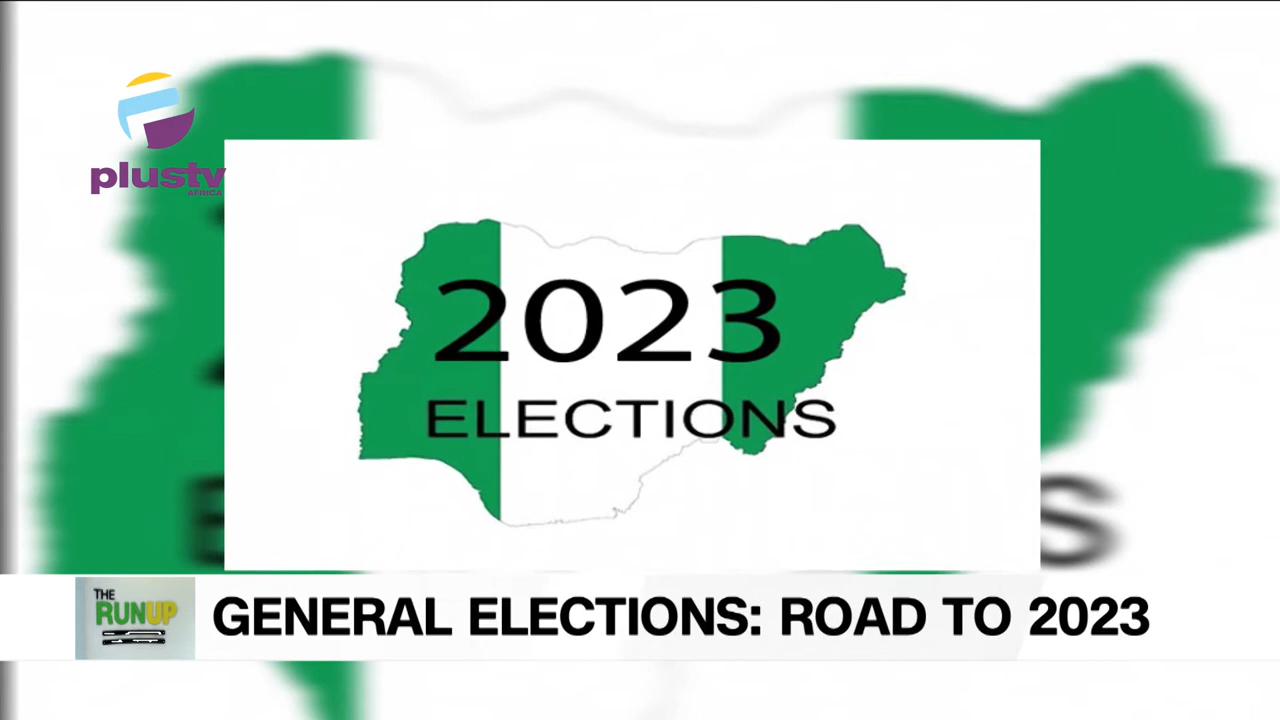 plustv
AFRICA
2023
ELECTIONS
THE
RUNUP
GENERAL ELECTIONS: ROAD TO 2023